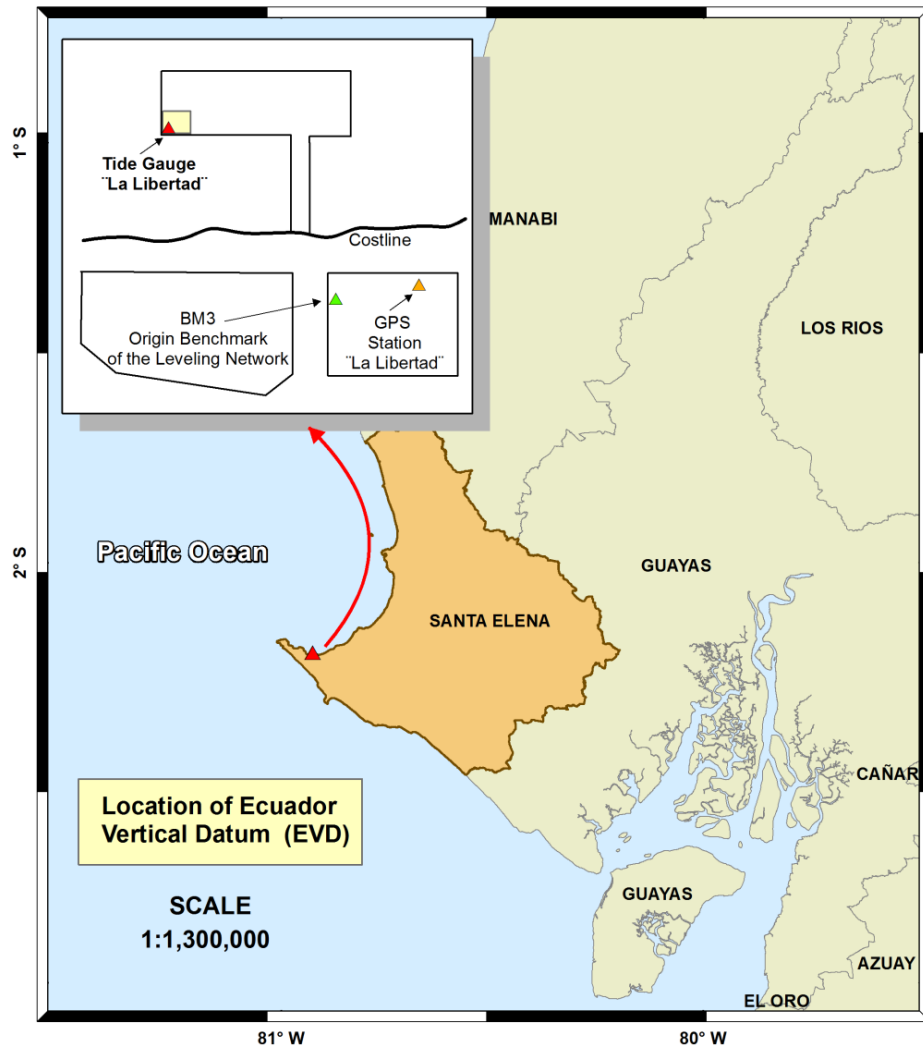 1° S
Tide Gauge
¨La Libertad¨
Costline
BM3
Origin Benchmark
of the Leveling Network
GPS
Station
¨La Libertad¨
MANABI
LOS RIOS
2° S
Pacific Ocean
GUAYAS
SANTA ELENA
CAÑAR
Location of Ecuador
Vertical Datum (EVD)
GUAYAS
SCALE
1:1,300,000
AZUAY
EL ORO
81° W
80° W